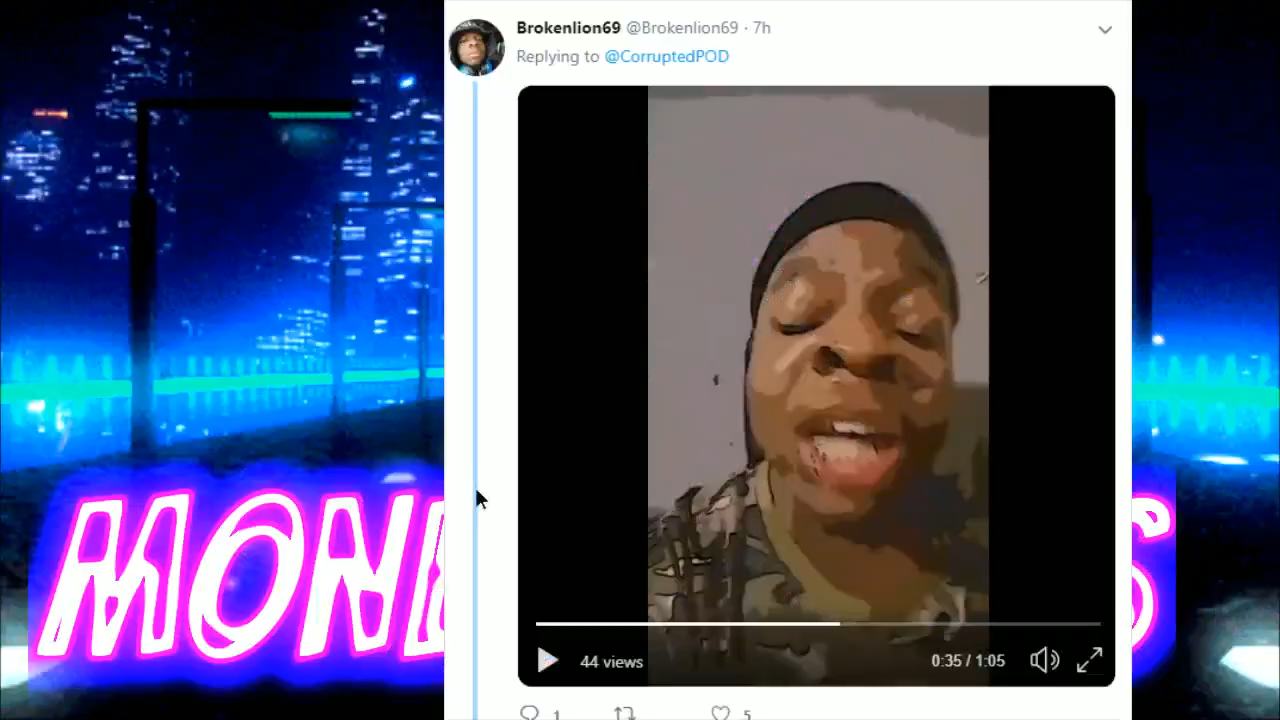 Brokenlion69 @Brokenlion69 · 7h
Replying to @CorruptedPOD
44 views
0:35 / 1:05
1
5